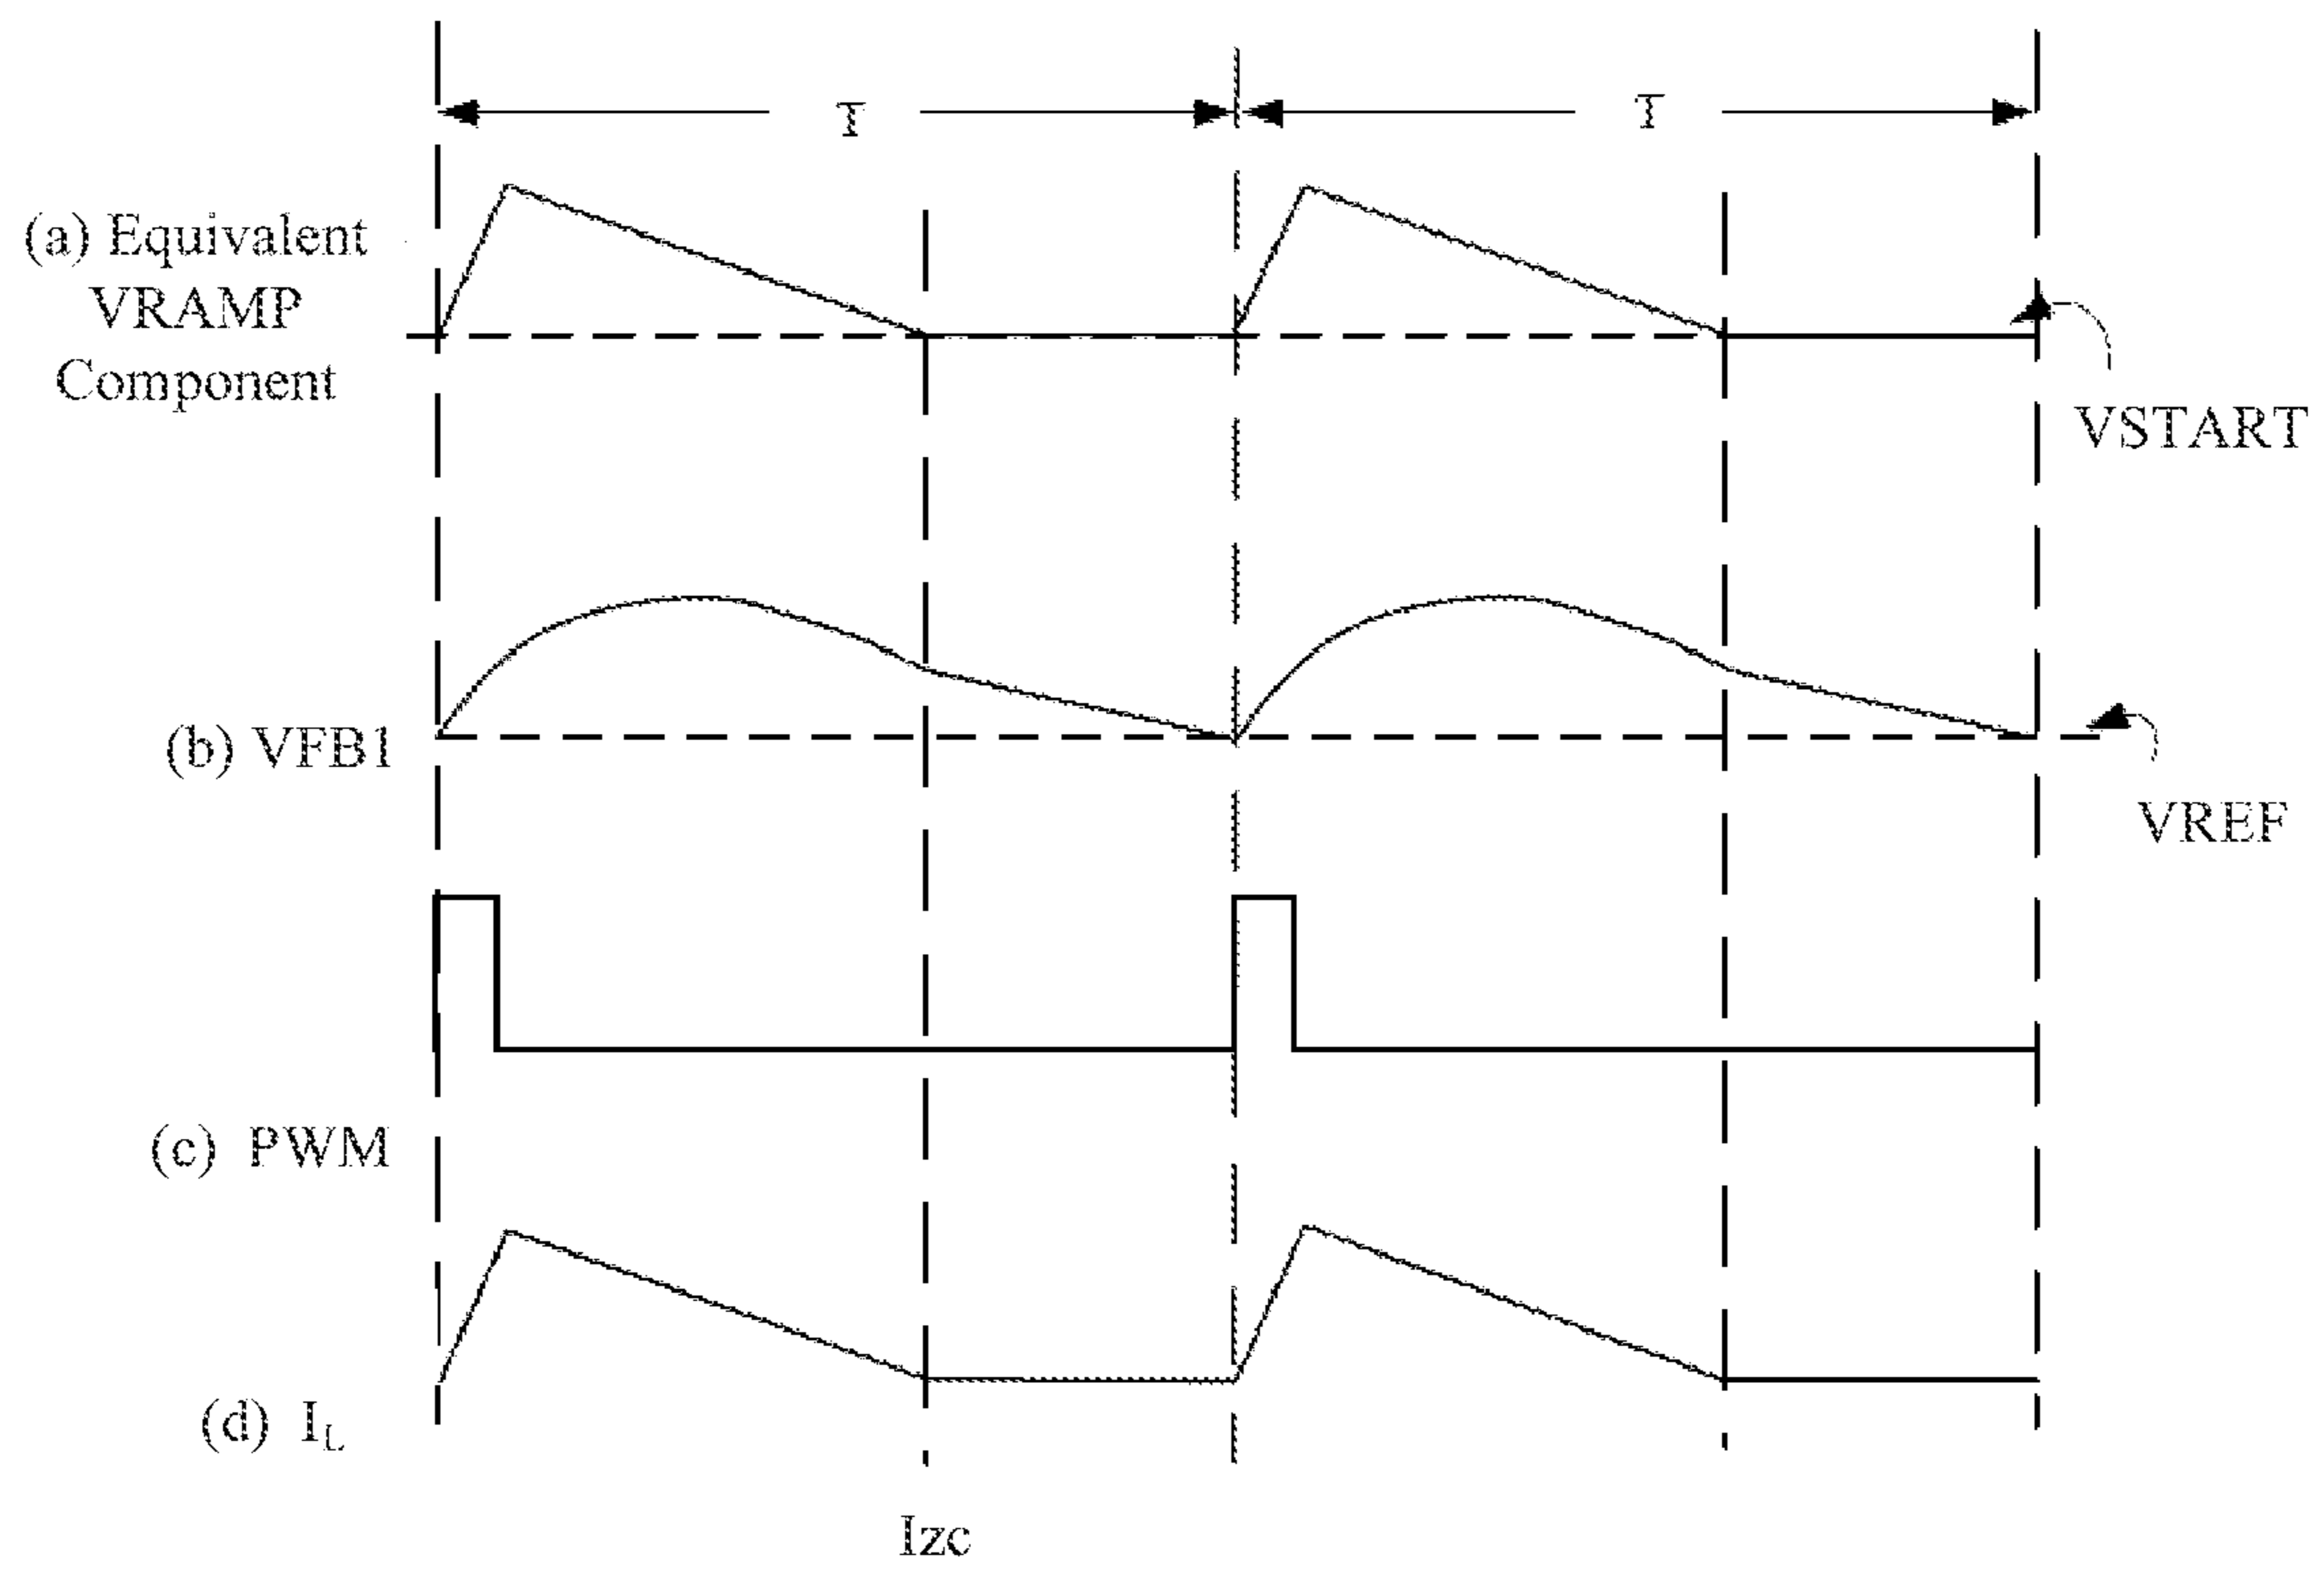 T
T
(a) Equivalent
VRAMP
Component
VSTART
(b) VFB1
VREF
(c) PWM
(d) IL
Izc